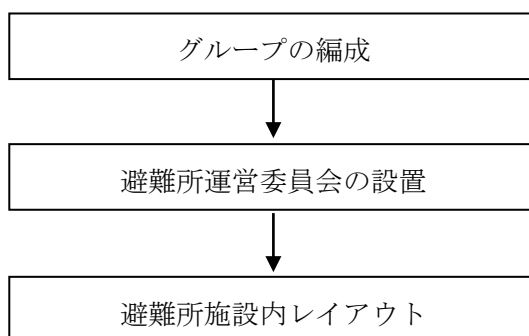 グループの編成
避難所運営委員会の設置
避難所施設内レイアウト